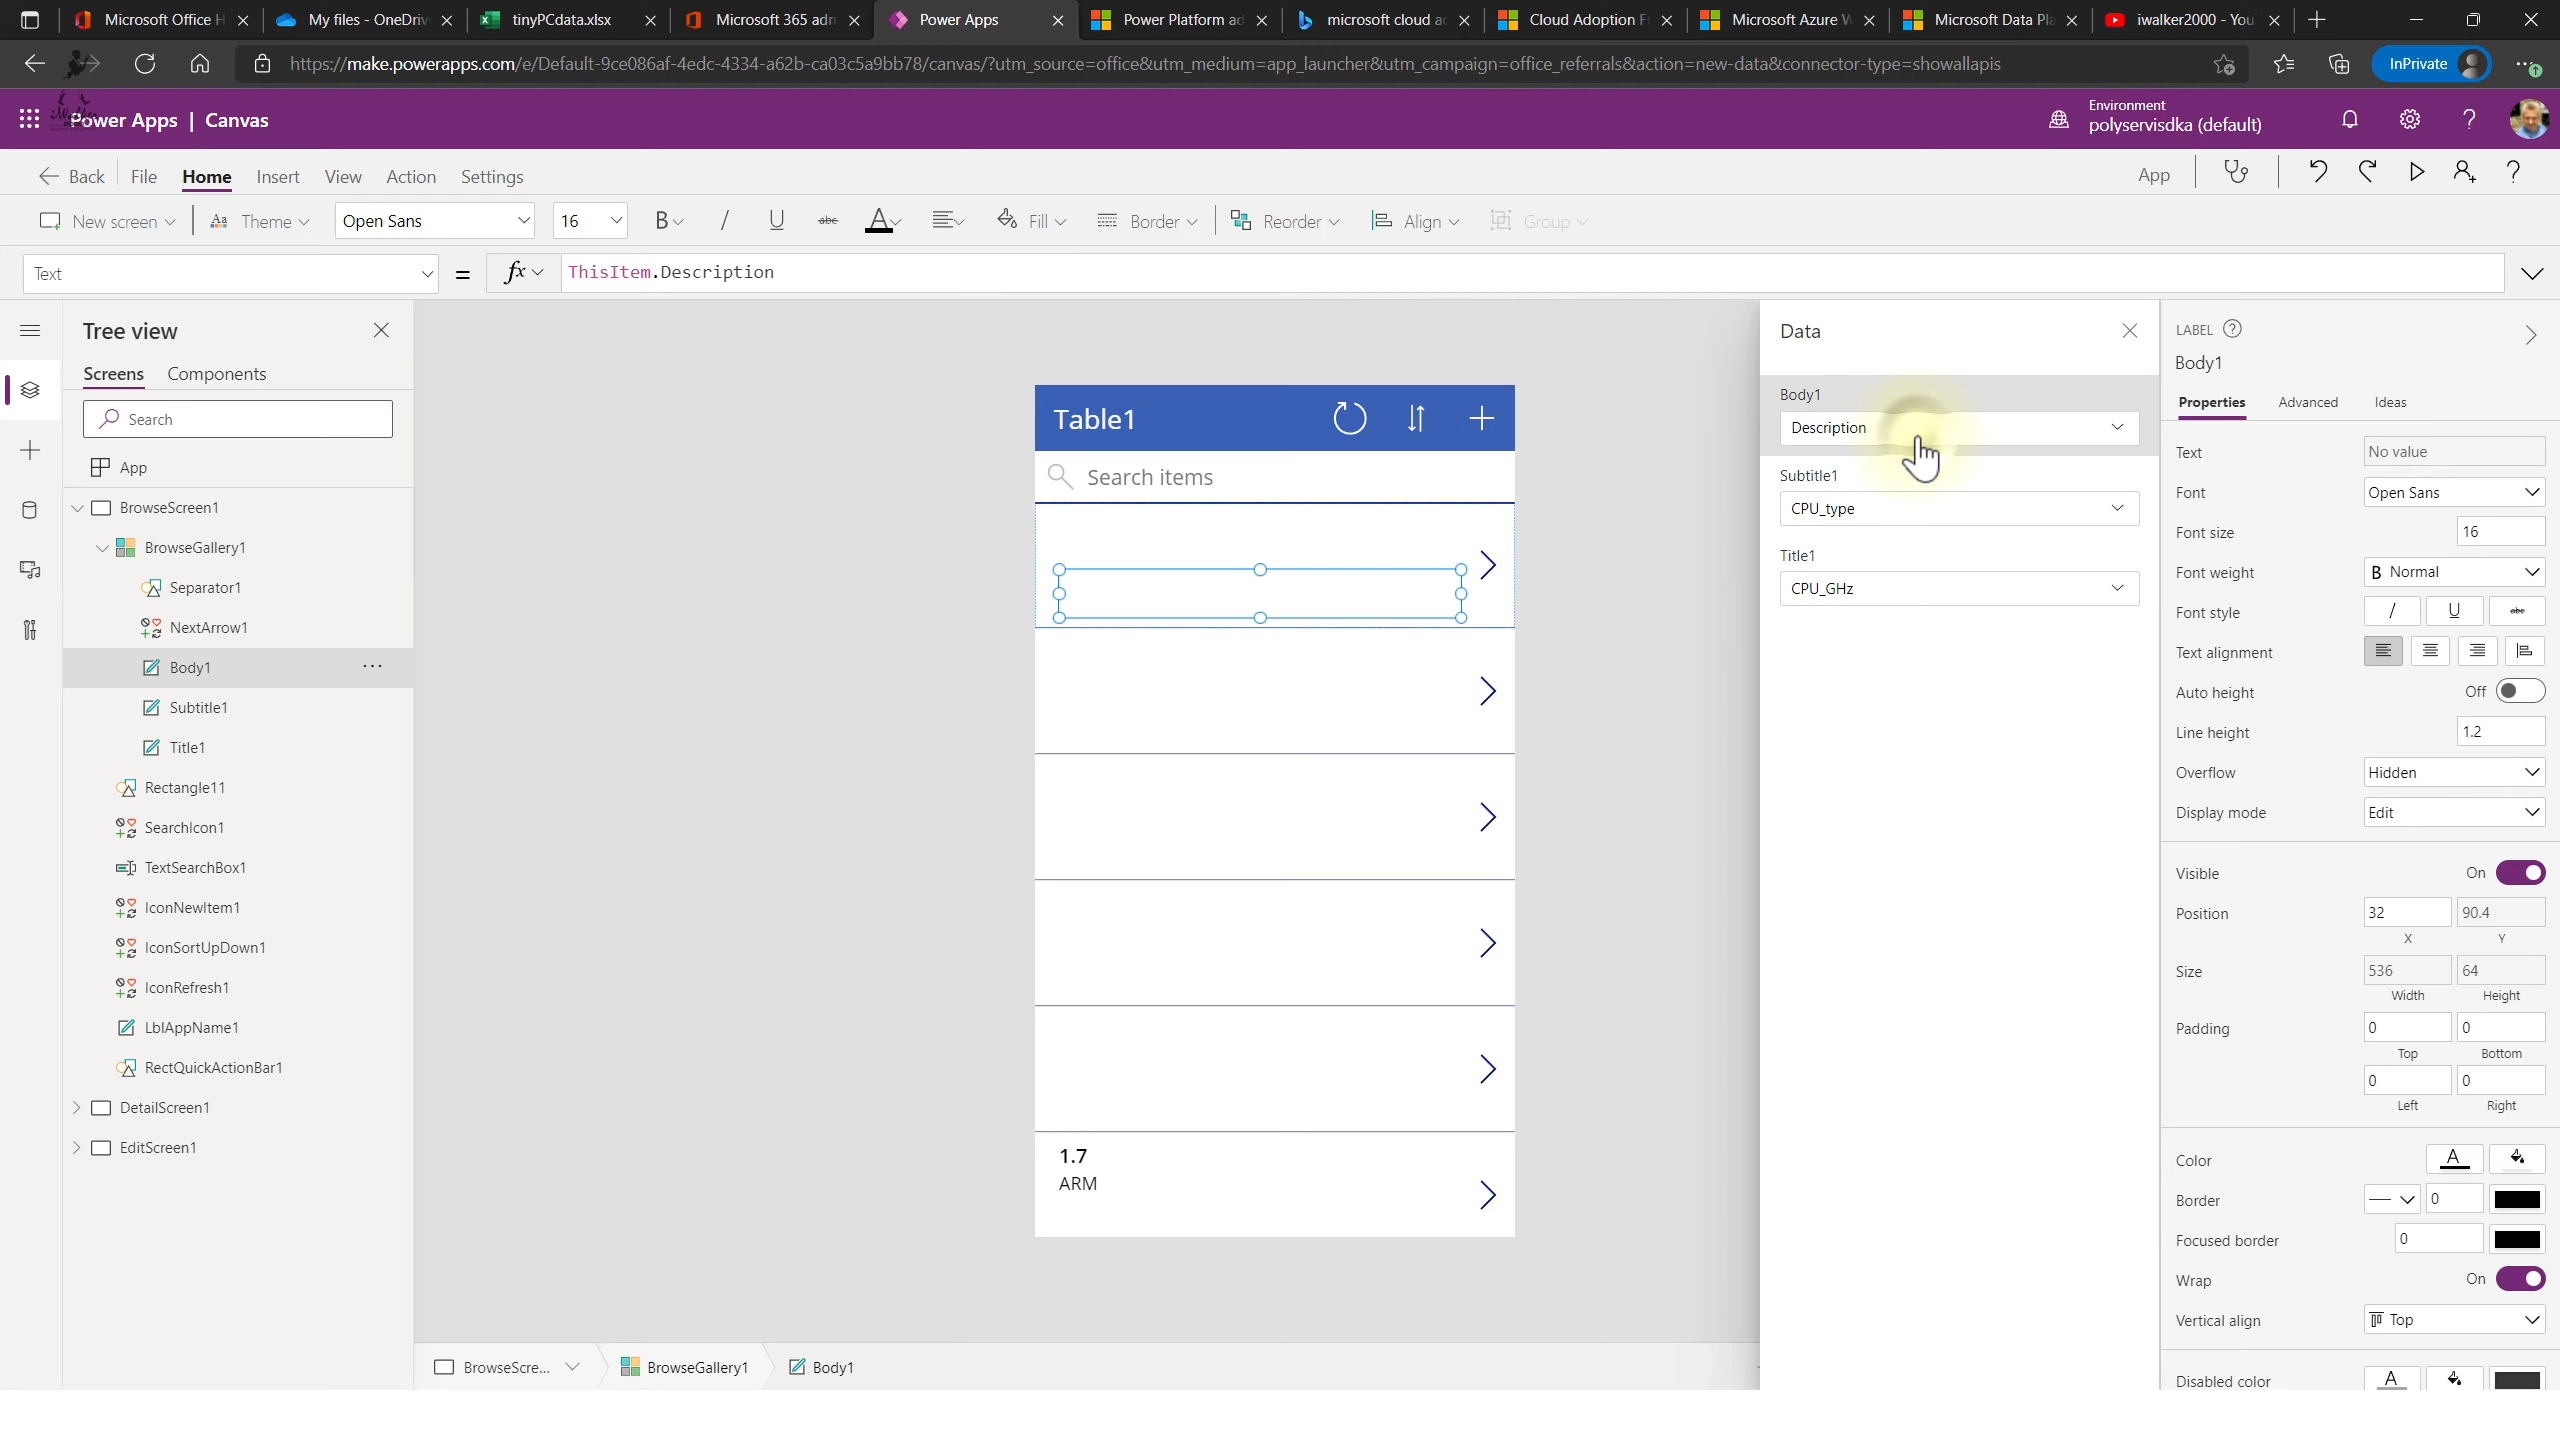 Microsoft Office H
My files - OneDriv
tinyPCdata.xlsx
Microsoft 365 adm
Power Apps
Power Platform ad
microsoft cloud a
Cloud Adoption F
Microsoft Azure
Microsoft Data Pla
iwalker2000 - You
https://make.powerapps.com/e/Default-9ce086af-4edc-4334-a62b-ca03c5a9bb78/canvas/?utm_source=office&utm_medium=app_launcher&utm_campaign=office_referrals&action=new-data&connector-type=showallapis
InPrivate
Power Apps | Canvas
Environment
polyservisdka (default)
Back
File
Home
Insert
View
Action
Settings
App
New screen
Theme
Open Sans
16
B
/
U
abc
A
Fill
Border
Reorder
Align
Group
Text
=
fx
ThisItem.Description
Tree view
Screens
Components
Search
App
BrowseScreen1
BrowseGallery1
Separator1
NextArrow1
Body1
Subtitle1
Title1
Rectangle11
SearchIcon1
TextSearchBox1
IconNewItem1
IconSortUpDown1
IconRefresh1
LblAppName1
RectQuickActionBar1
DetailScreen1
EditScreen1
Table1
Search items
1.7
ARM
BrowseScre...
BrowseGallery1
Body1
Data
Body1
Description
Subtitle1
CPU_type
Title1
CPU_GHz
LABEL
Body1
Properties
Advanced
Ideas
Text
No value
Font
Open Sans
Font size
16
Font weight
B Normal
Font style
/ U abc
Text alignment
Auto height
Off
Line height
1.2
Overflow
Hidden
Display mode
Edit
Visible
On
Position
32
90.4
X
Y
Size
536
64
Width
Height
Padding
0
0
Top
Bottom
0
0
Left
Right
Color
A
Border
0
Focused border
0
Wrap
On
Vertical align
Top
Disabled color
A